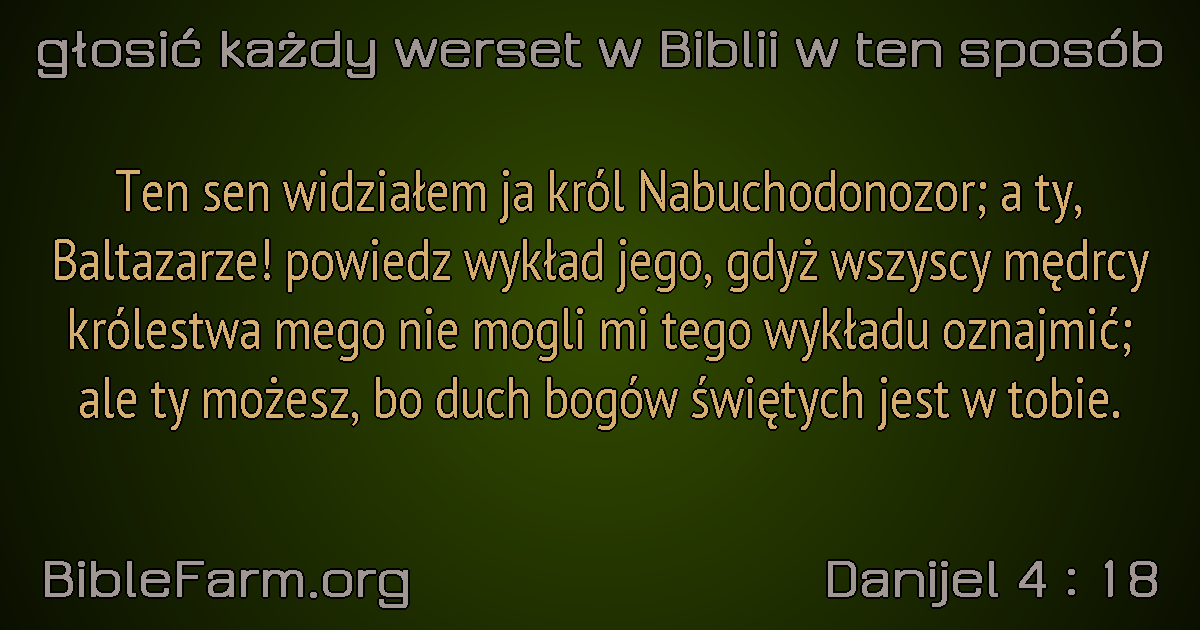 głosić każdy werset w Biblii w ten sposób
Ten sen widziałem ja król Nabuchodonozor; a ty,
Baltazarze! powiedz wykład jego, gdyż wszyscy mędrcy
królestwa mego nie mogli mi tego wykładu oznajmić;
ale ty możesz, bo duch bogów świętych jest w tobie.
BibleFarm.org
Danijel 4 : 18